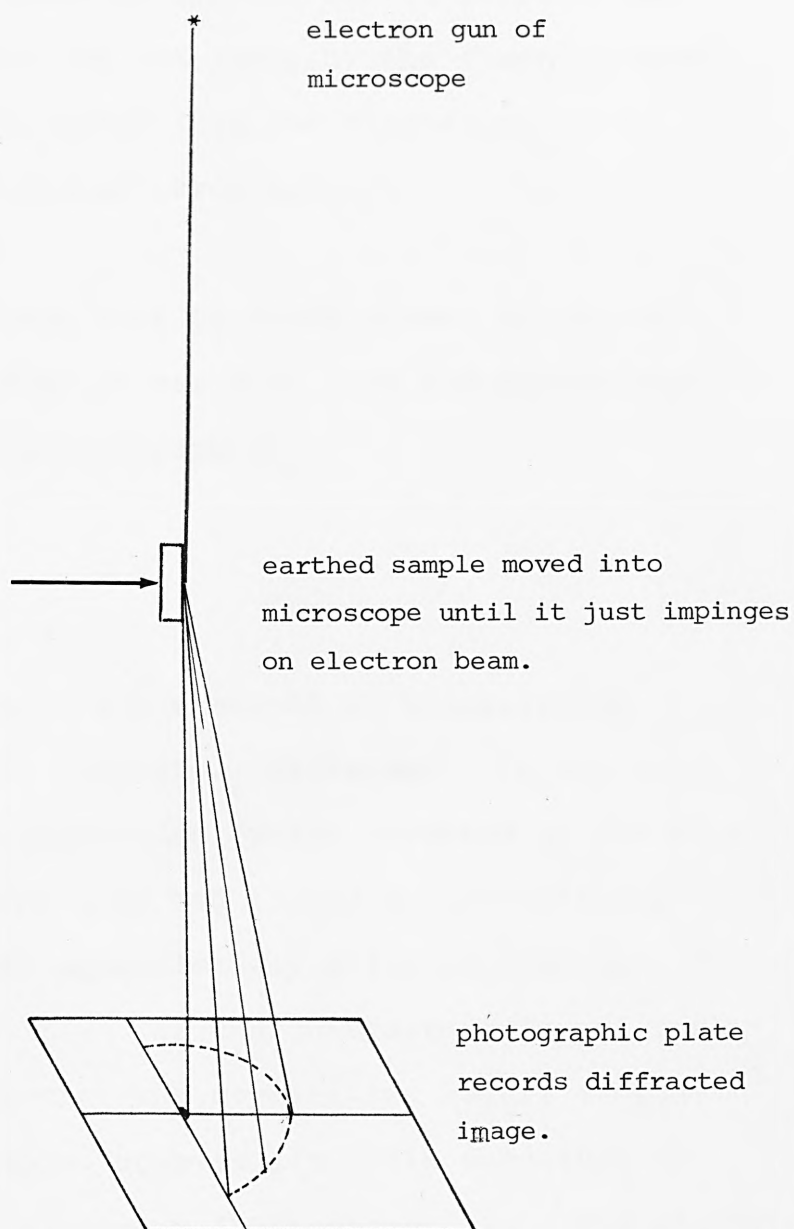 electron gun of
microscope
earthed sample moved into
microscope until it just impinges
on electron beam.
photographic plate
records diffracted
image.